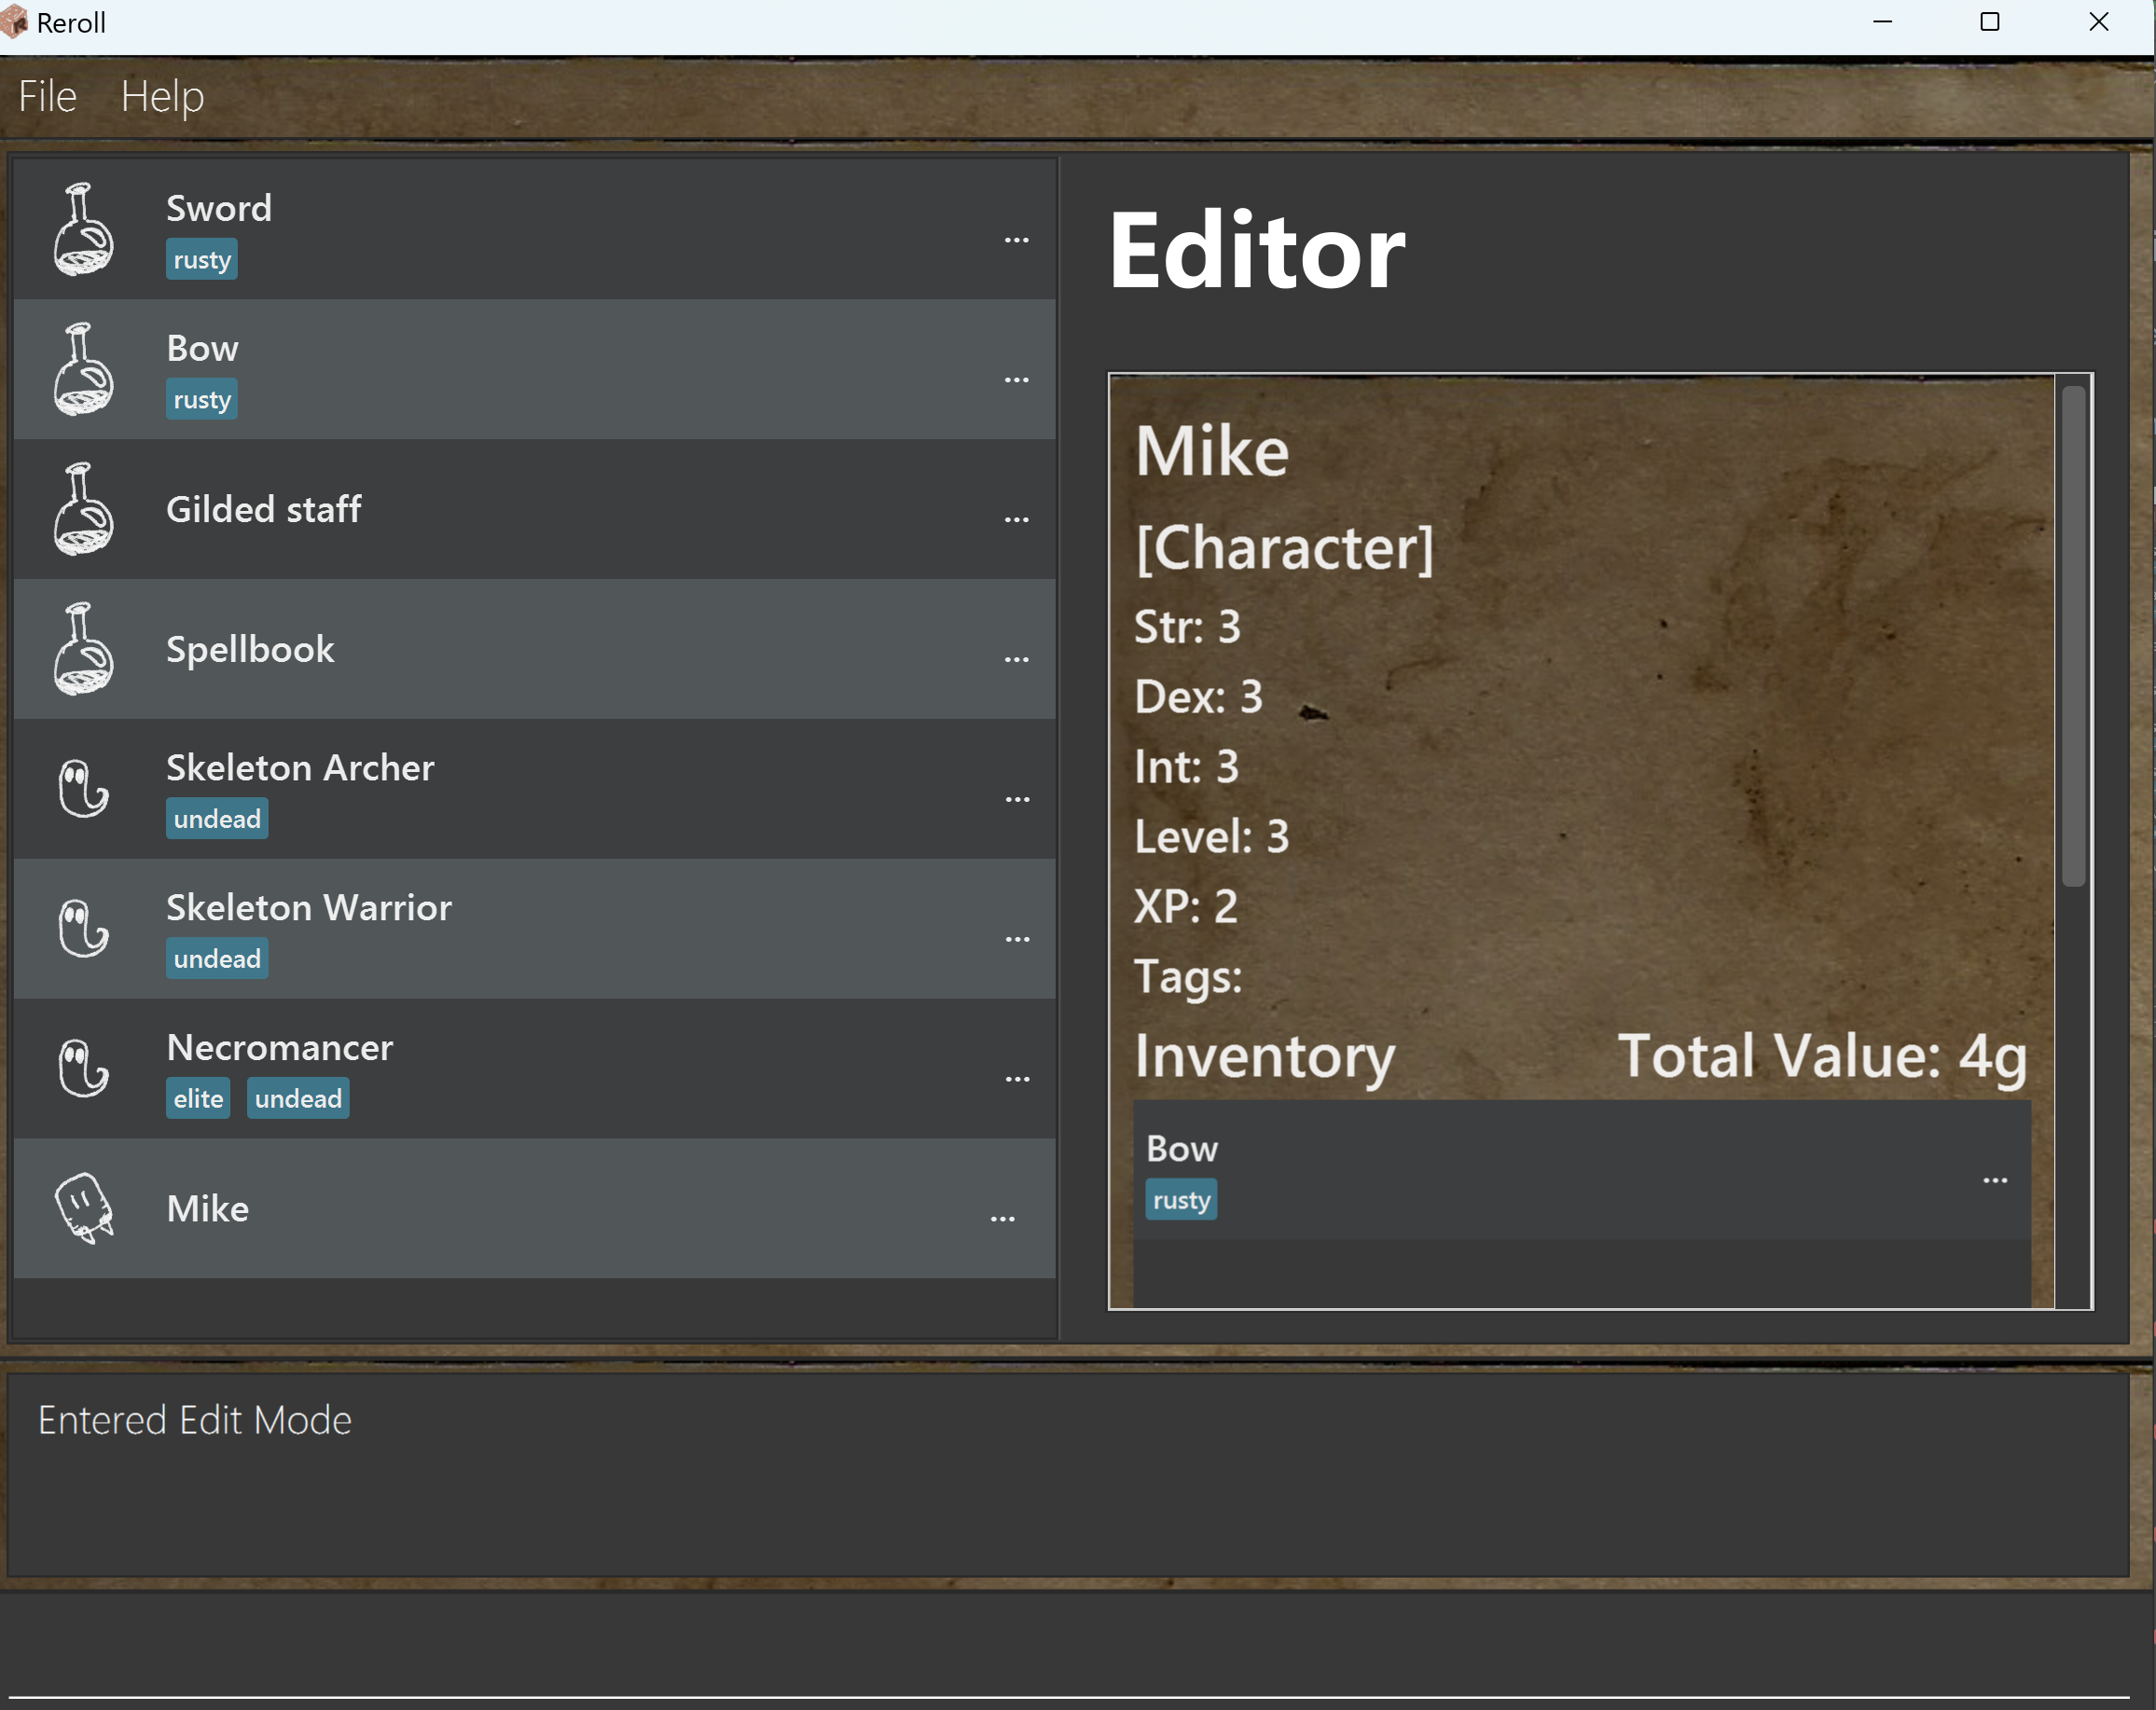 Reroll
File Help
Sword
rusty
...
Bow
rusty
...
Gilded staff
...
Spellbook
...
Skeleton Archer
undead
...
Skeleton Warrior
undead
...
Necromancer
elite undead
...
Mike
...
Editor
Mike
[Character]
Str: 3
Dex: 3
Int: 3
Level: 3
XP: 2
Tags:
Inventory Total Value: 4g
Bow
rusty
...
Entered Edit Mode